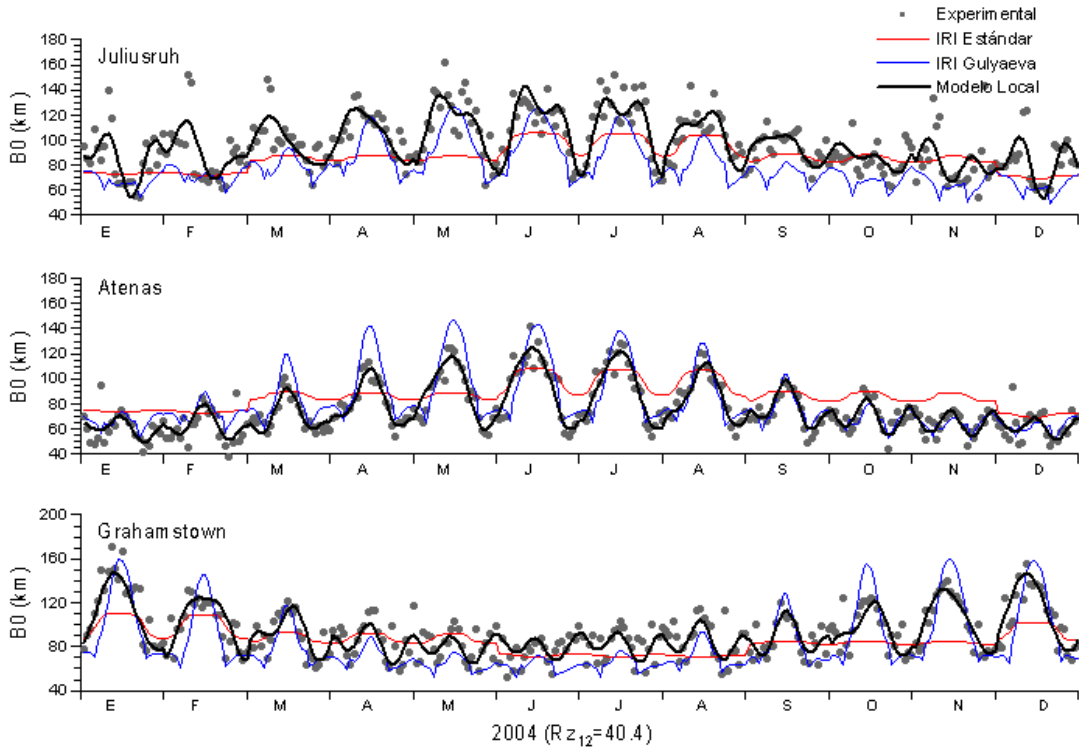 Experimental
IRI Estándar
IRI Gulyaeva
Modelo Local
Juliusruh
180
160
140
120
100
80
60
40
B0 (km)
E F M A M J J A S O N D
Atenas
180
160
140
120
100
80
60
40
B0 (km)
E F M A M J J A S O N D
Grahamstown
200
160
120
80
40
B0 (km)
E F M A M J J A S O N D
2004 (Rz12=40.4)